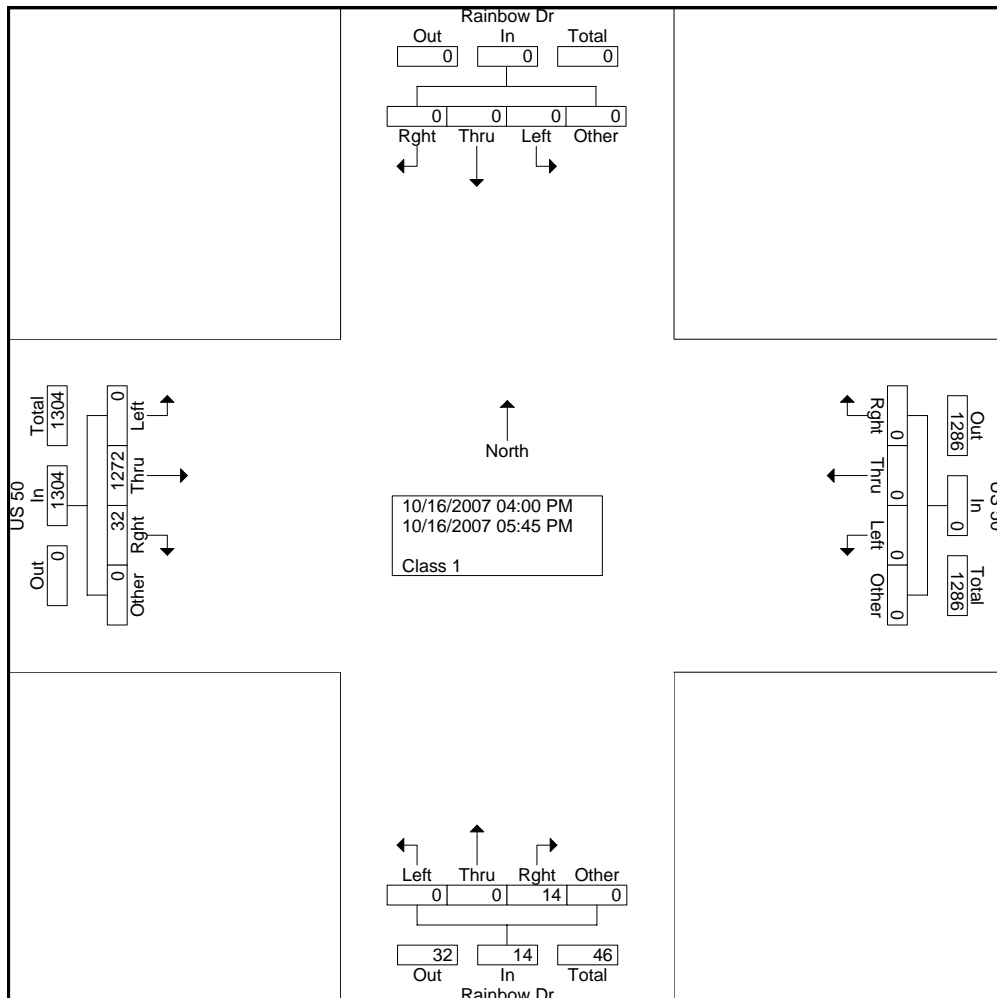 Rainbow Dr
Out In Total
0 0 0
0 0 0 0
Rght Thru Left Other
US 50
Total In Out
1304 1304 0
0 1272 32 0
Left Thru Rght Other
North
10/16/2007 04:00 PM
10/16/2007 05:45 PM
Class 1
Rght Thru Left Other
0 0 0 0
Out In Total
1286 0 1286
US 50
Left Thru Rght Other
0 0 14 0
32 14 46
Out In Total
Rainbow Dr